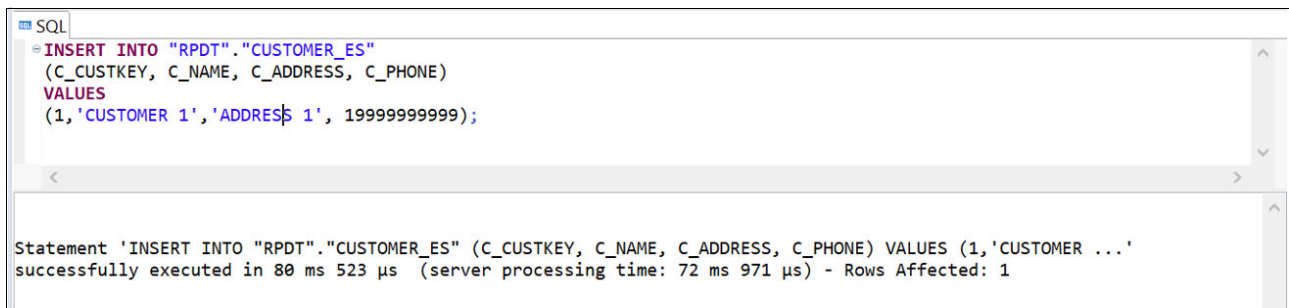 SQL
INSERT INTO "RPDT"."CUSTOMER_ES"
(C_CUSTKEY, C_NAME, C_ADDRESS, C_PHONE)
VALUES
(1,'CUSTOMER 1','ADDRESS 1', 19999999999);
Statement 'INSERT INTO "RPDT"."CUSTOMER_ES" (C_CUSTKEY, C_NAME, C_ADDRESS, C_PHONE) VALUES (1,'CUSTOMER ...'
successfully executed in 80 ms 523 µs (server processing time: 72 ms 971 µs) - Rows Affected: 1